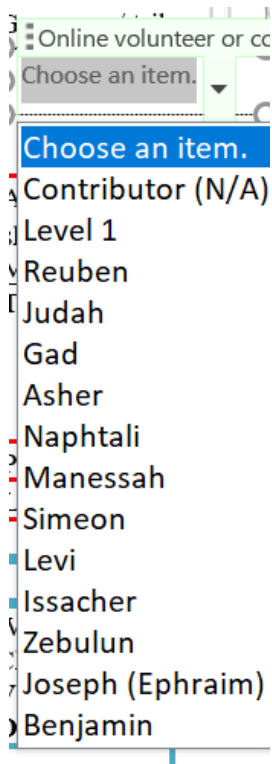 Online volunteer or co
Choose an item.
Choose an item.
Contributor (N/A)
Level 1
Reuben
Judah
Gad
Asher
Naphtali
Manessah
Simeon
Levi
Issacher
Zebulun
Joseph (Ephraim)
Benjamin